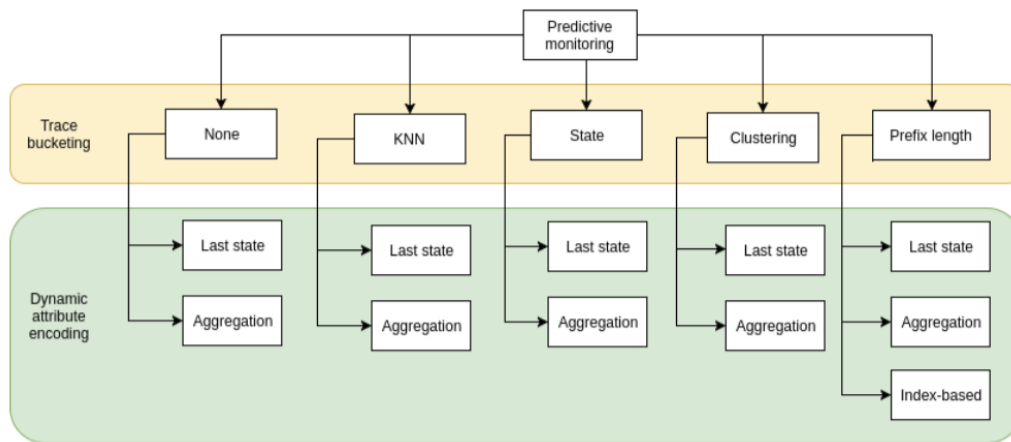 Predictive
monitoring
Trace
bucketing
None
KNN
State
Clustering
Prefix length
Dynamic
attribute
encoding
Last state
Last state
Last state
Last state
Last state
Aggregation
Aggregation
Aggregation
Aggregation
Aggregation
Index-based